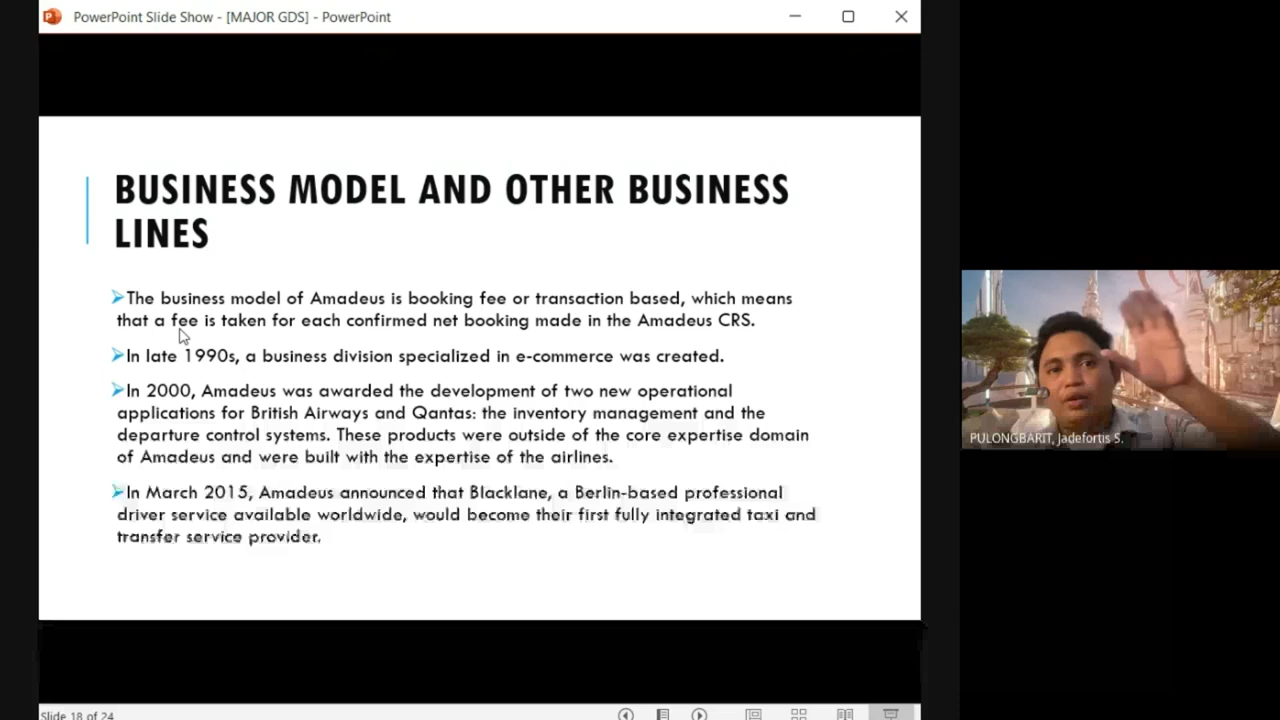 PowerPoint Slide Show - [MAJOR GDS] - PowerPoint
BUSINESS MODEL AND OTHER BUSINESS
LINES
The business model of Amadeus is booking fee or transaction based, which means
that a fee is taken for each confirmed net booking made in the Amadeus CRS.
In late 1990s, a business division specialized in e-commerce was created.
In 2000, Amadeus was awarded the development of two new operational
applications for British Airways and Qantas: the inventory management and the
departure control systems. These products were outside of the core expertise domain
of Amadeus and were built with the expertise of the airlines.
In March 2015, Amadeus announced that Blacklane, a Berlin-based professional
driver service available worldwide, would become their first fully integrated taxi and
transfer service provider.
PULONGBARIT, Jadefortis S.
Slide 18 of 24